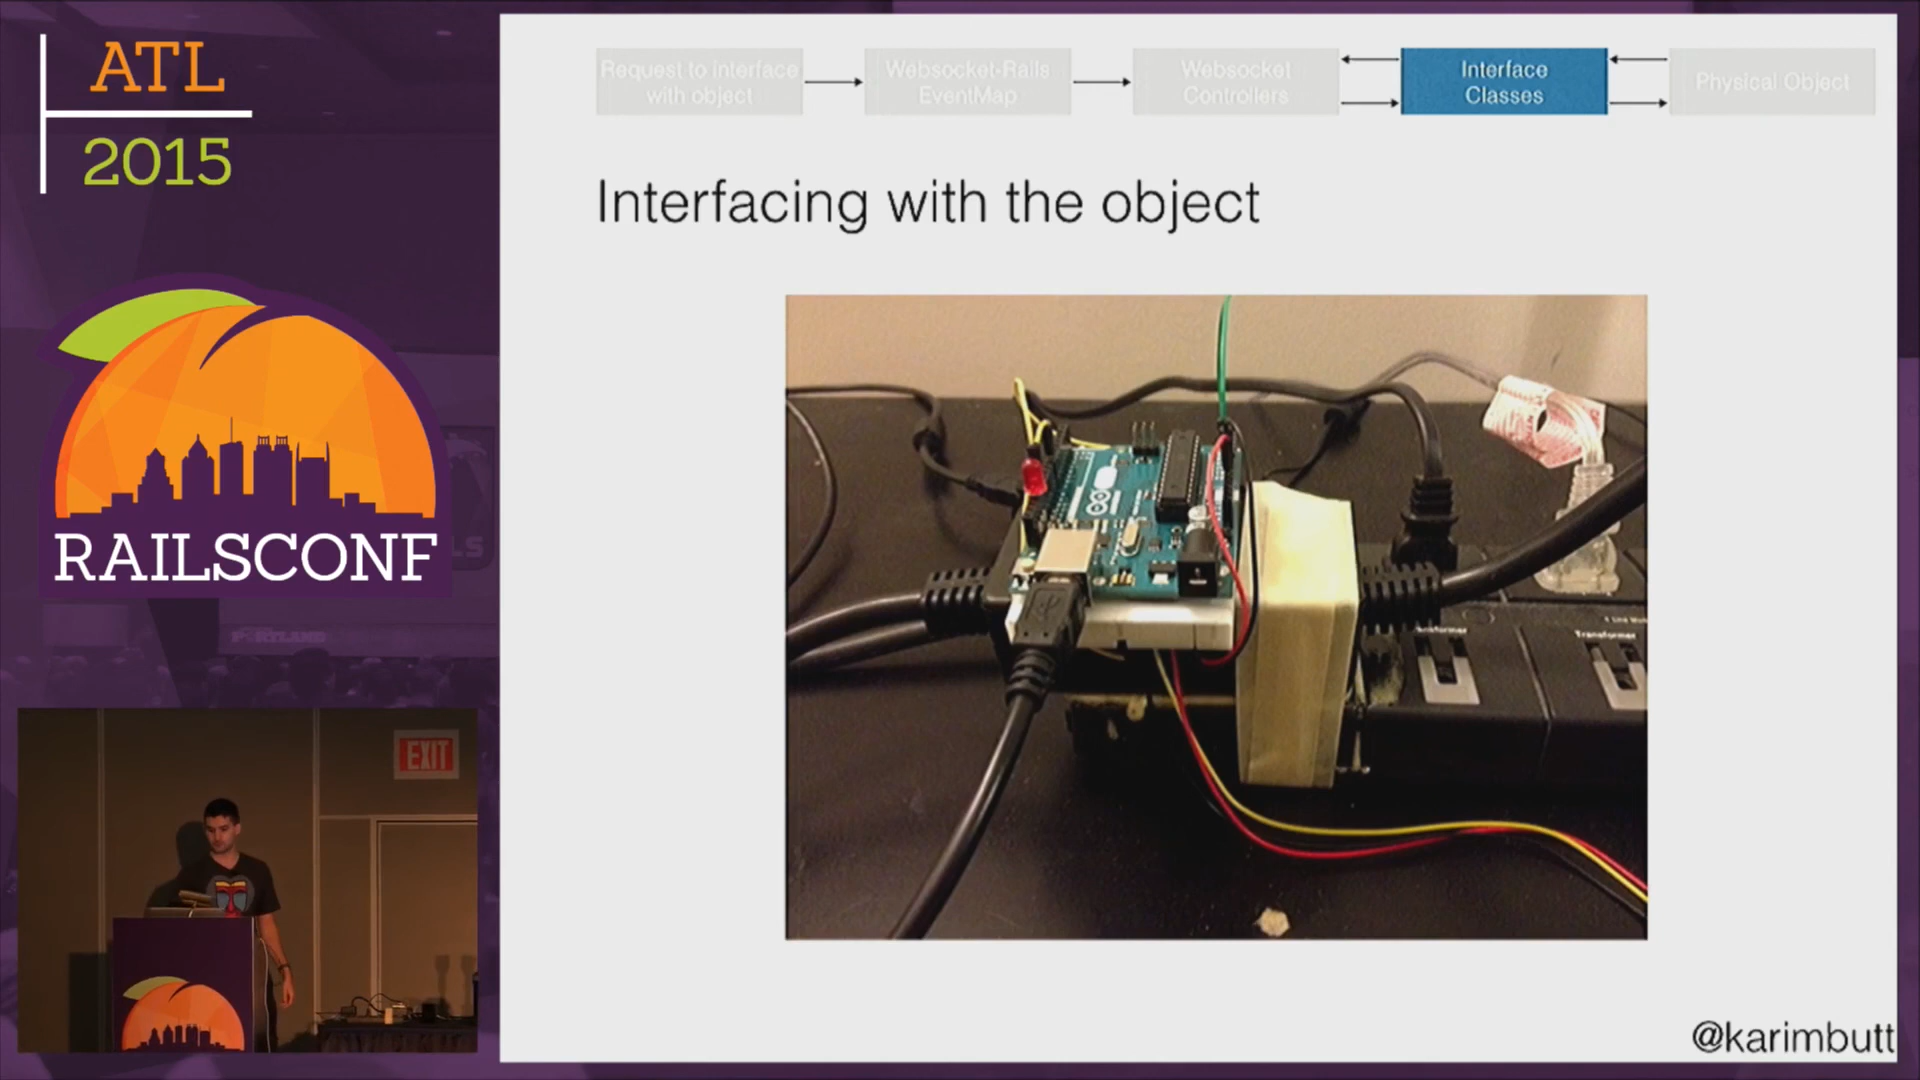 ATL
2015
RAILSCONF
EXIT
Request to interface
with object
Websocket-Rails
EventMap
Websocket
Controllers
Interface
Classes
Physical Object
Interfacing with the object
Transformer
@karimbutt